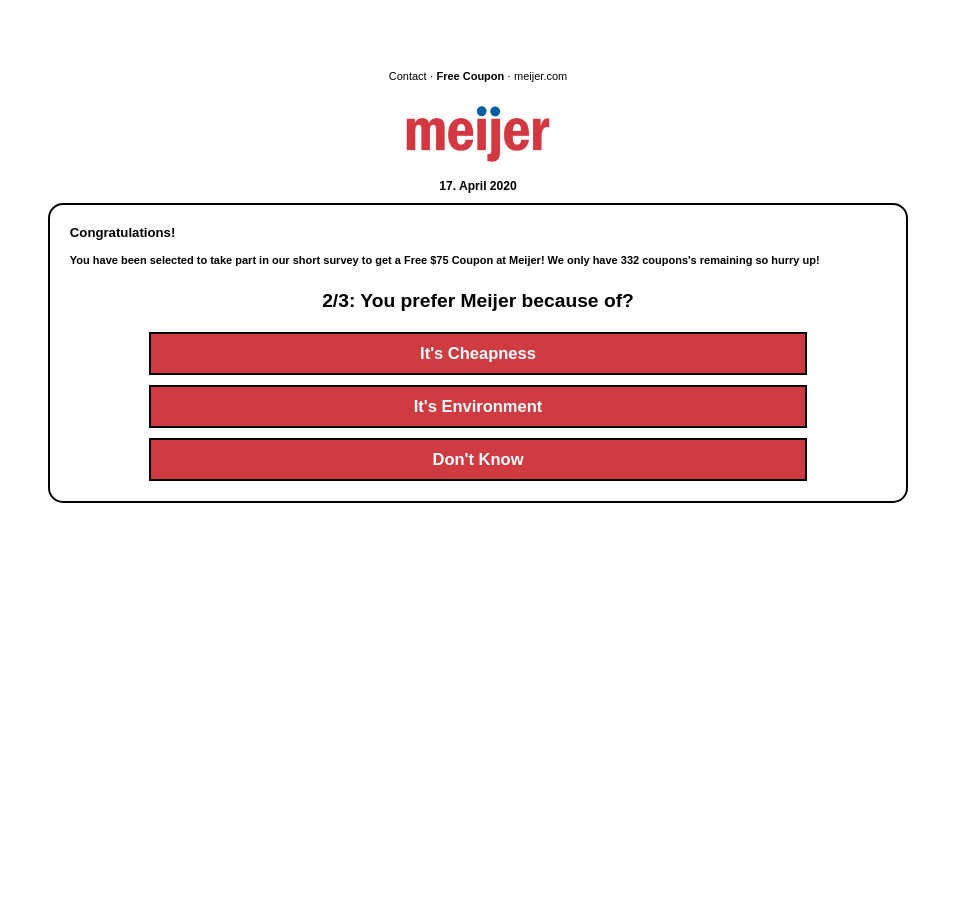 Contact · Free Coupon · meijer.com
meijer
17. April 2020
Congratulations!
You have been selected to take part in our short survey to get a Free $75 Coupon at Meijer! We only have 332 coupons's remaining so hurry up!
2/3: You prefer Meijer because of?
It's Cheapness
It's Environment
Don't Know